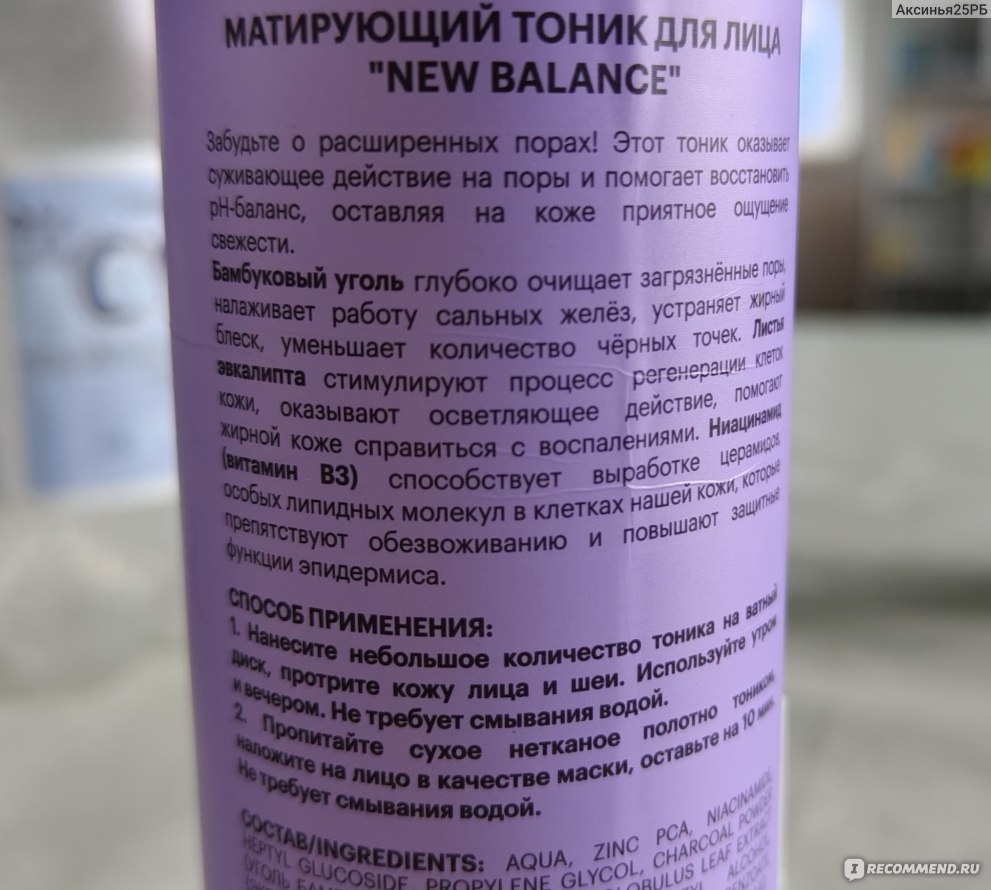 Аксинья25РБ
МАТИРУЮЩИЙ ТОНИК ДЛЯ ЛИЦА
"NEW BALANCE"
Забудьте о расширенных порах! Этот тоник оказывает
суживающее действие на поры и помогает восстановить
pH-баланс, оставляя на коже приятное ощущение
свежести.
Бамбуковый уголь глубоко очищает загрязнённые поры,
налаживает работу сальных желёз, устраняет жирный
блеск, уменьшает количество чёрных точек. Листья
эвкалипта стимулируют процесс регенерации клеток
кожи, оказывают осветляющее действие, помогают
жирной коже справиться с воспалениями. Ниацинамид
(витамин B3) способствует выработке церамидов,
особых липидных молекул в клетках нашей кожи, которые
препятствуют обезвоживанию и повышают защитные
функции эпидермиса.
СПОСОБ ПРИМЕНЕНИЯ:
1. Нанесите небольшое количество тоника на ватный
диск, протрите кожу лица и шеи. Используйте утром
и вечером. Не требует смывания водой.
2. Пропитайте сухое нетканое полотно тоником,
наложите на лицо в качестве маски, оставьте на 10 мин.
Не требует смывания водой.
СОСТАВ/INGREDIENTS: AQUA, ZINC PCA, NIACINAMIDE,
HEPTYL GLUCOSIDE, PROPYLENE GLYCOL, CHARCOAL POWDER
(УГОЛЬ LEAF EXTRACT
ALCOHOL
I RECOMMEND.RU